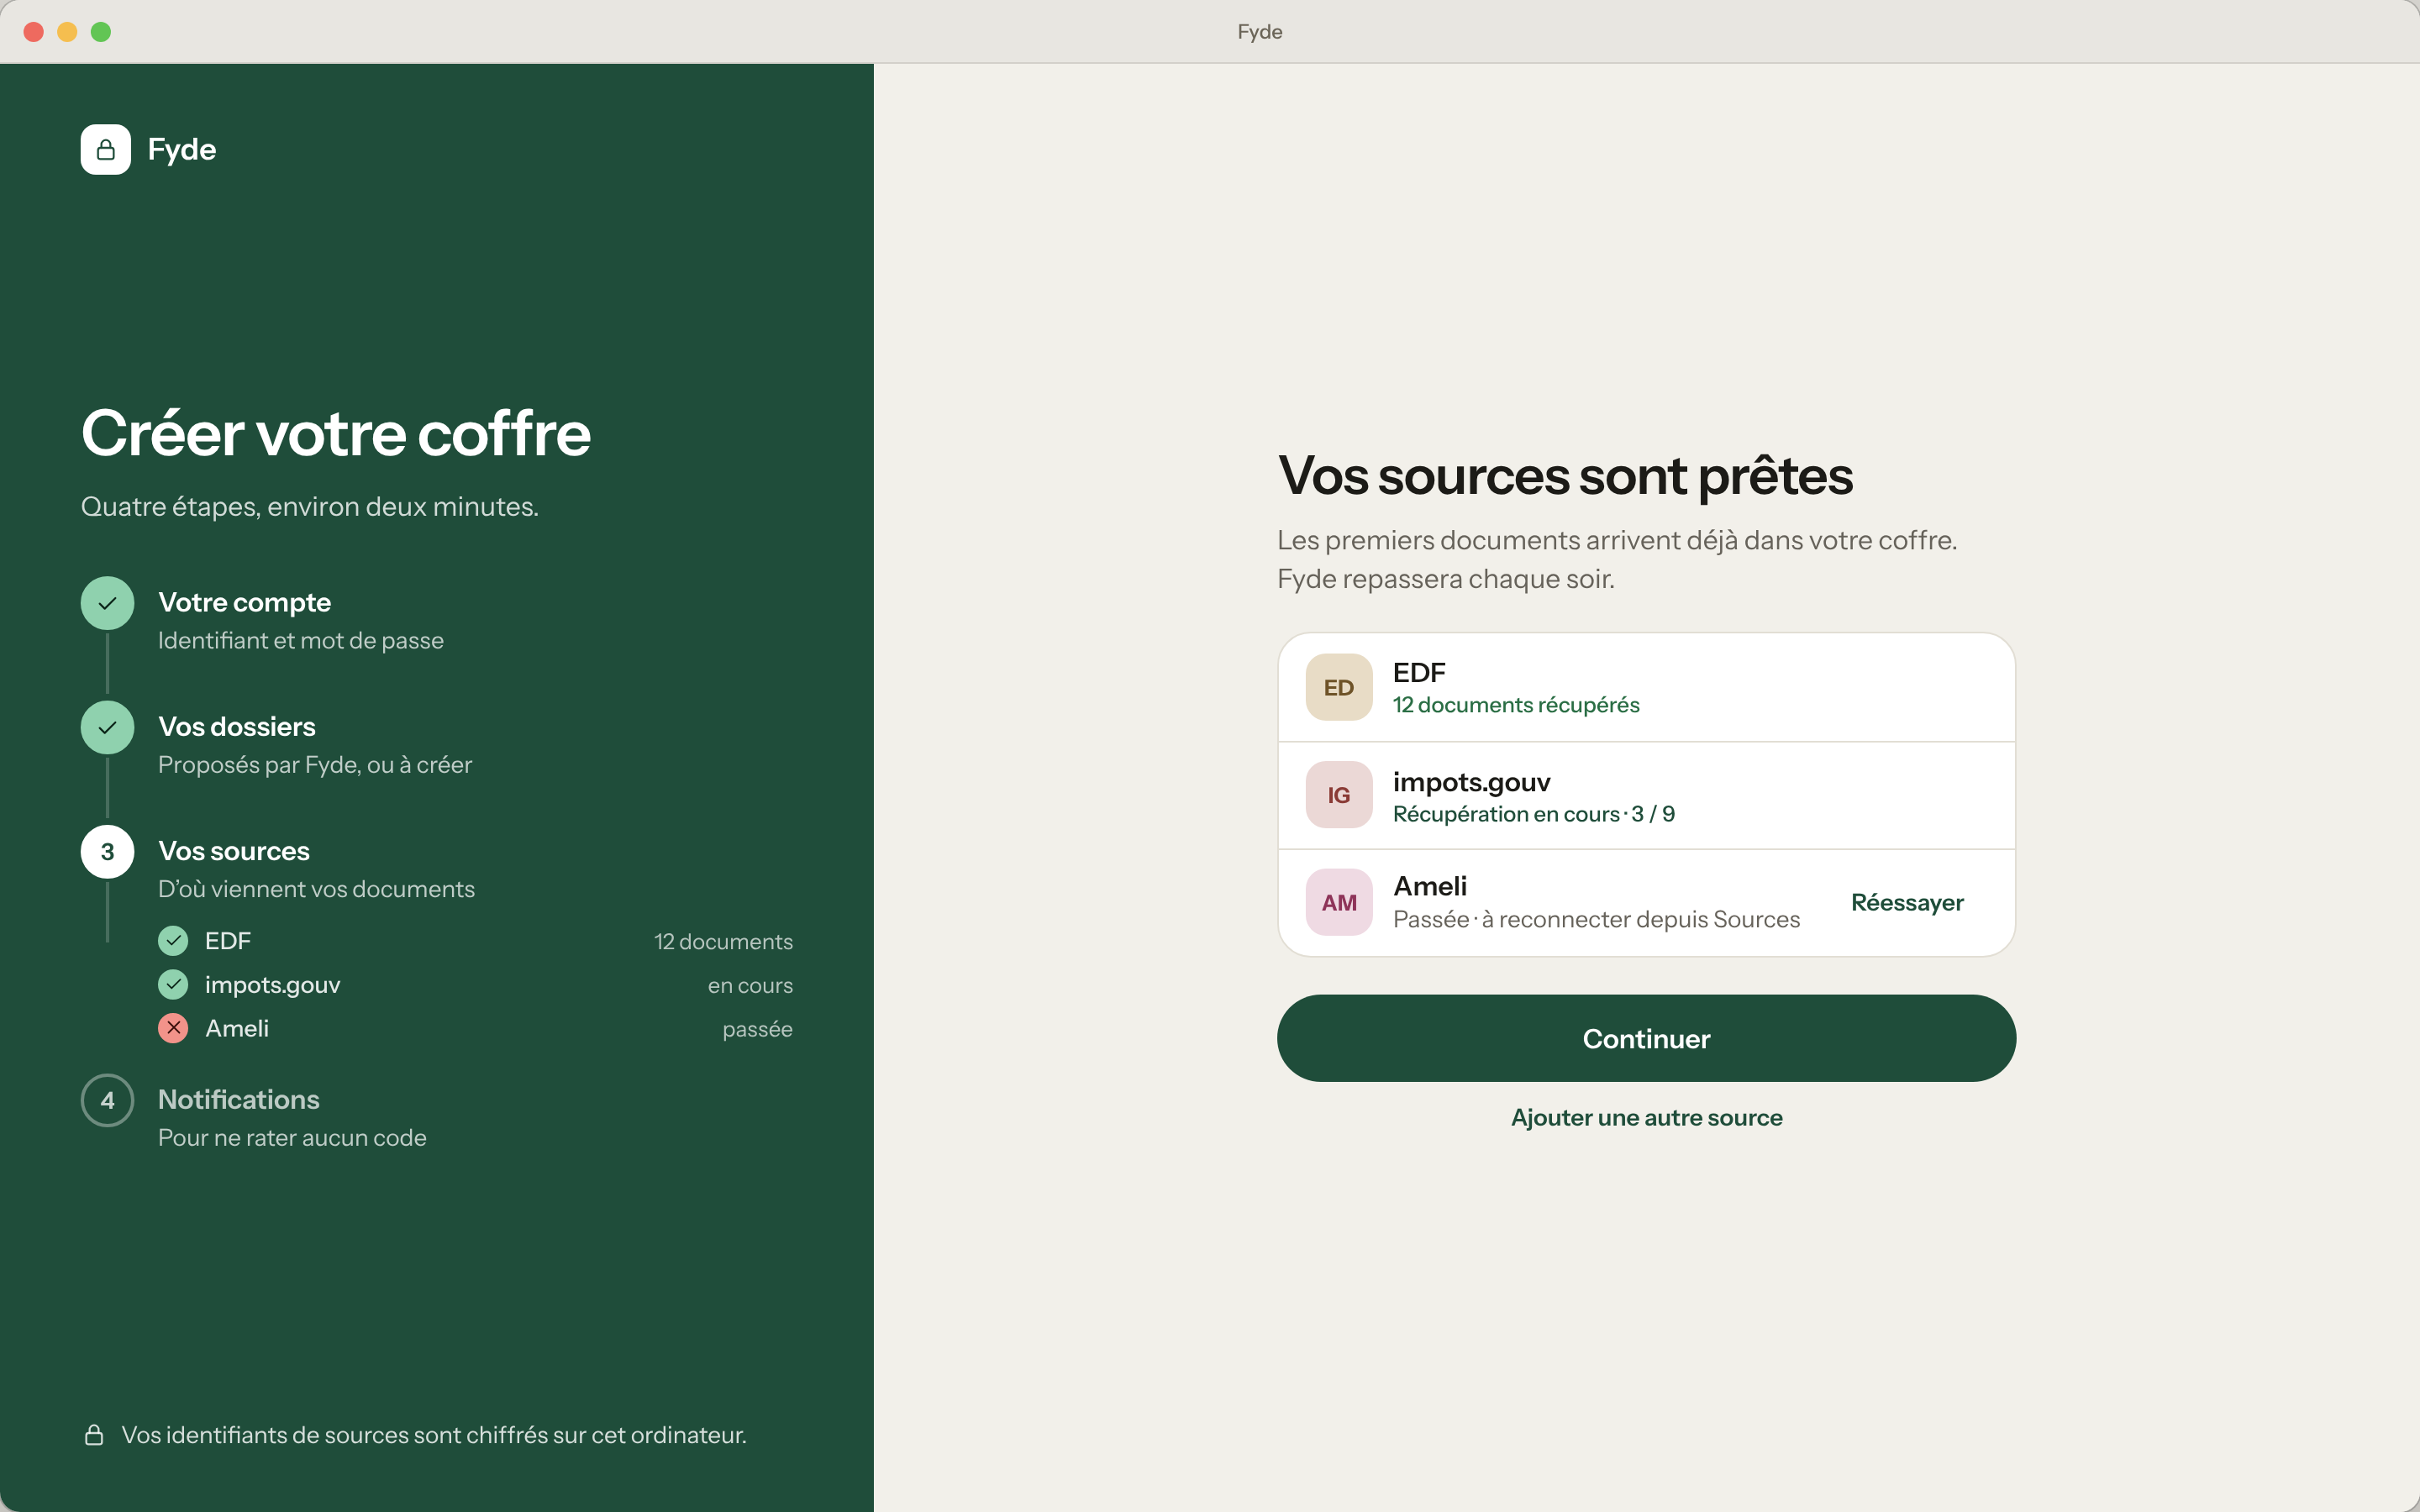 Fyde
Fyde
Créer votre coffre
Quatre étapes, environ deux minutes.
Votre compte
Identifiant et mot de passe
Vos dossiers
Proposés par Fyde, ou à créer
3
Vos sources
D’où viennent vos documents
EDF 12 documents
impots.gouv en cours
Ameli passée
4
Notifications
Pour ne rater aucun code
Vos identifiants de sources sont chiffrés sur cet ordinateur.
Vos sources sont prêtes
Les premiers documents arrivent déjà dans votre coffre.
Fyde repassera chaque soir.
ED
EDF
12 documents récupérés
IG
impots.gouv
Récupération en cours · 3 / 9
AM
Ameli
Passée · à reconnecter depuis Sources
Réessayer
Continuer
Ajouter une autre source